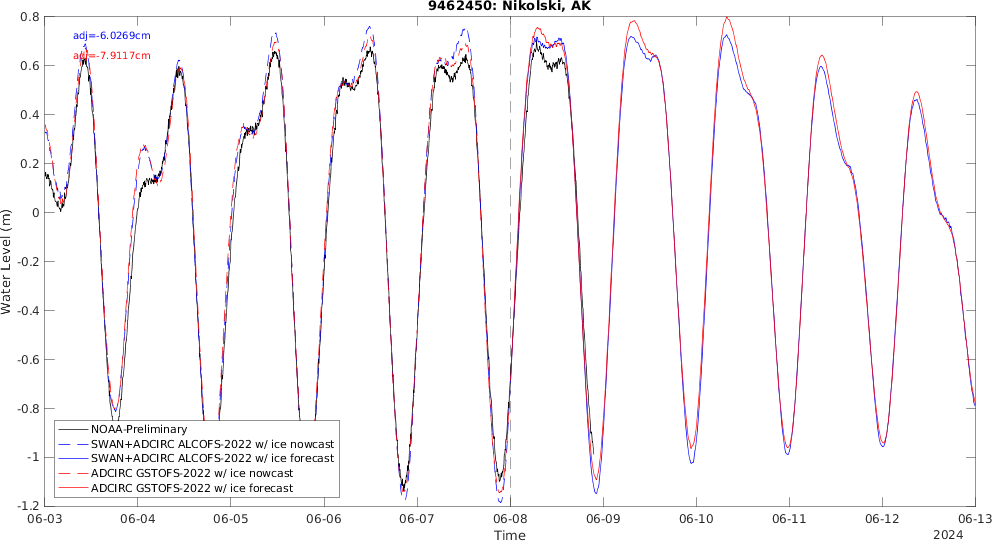 9462450: Nikolski, AK
adj=-6.0269cm
adj=-7.9117cm
Water Level (m)
0.8
0.6
0.4
0.2
0
-0.2
-0.4
-0.6
-0.8
-1
-1.2
NOAA-Preliminary
SWAN+ADCIRC ALCOFS-2022 w/ ice nowcast
SWAN+ADCIRC ALCOFS-2022 w/ ice forecast
ADCIRC GSTOFS-2022 w/ ice nowcast
ADCIRC GSTOFS-2022 w/ ice forecast
06-03 06-04 06-05 06-06 06-07 06-08 06-09 06-10 06-11 06-12 06-13
Time
2024